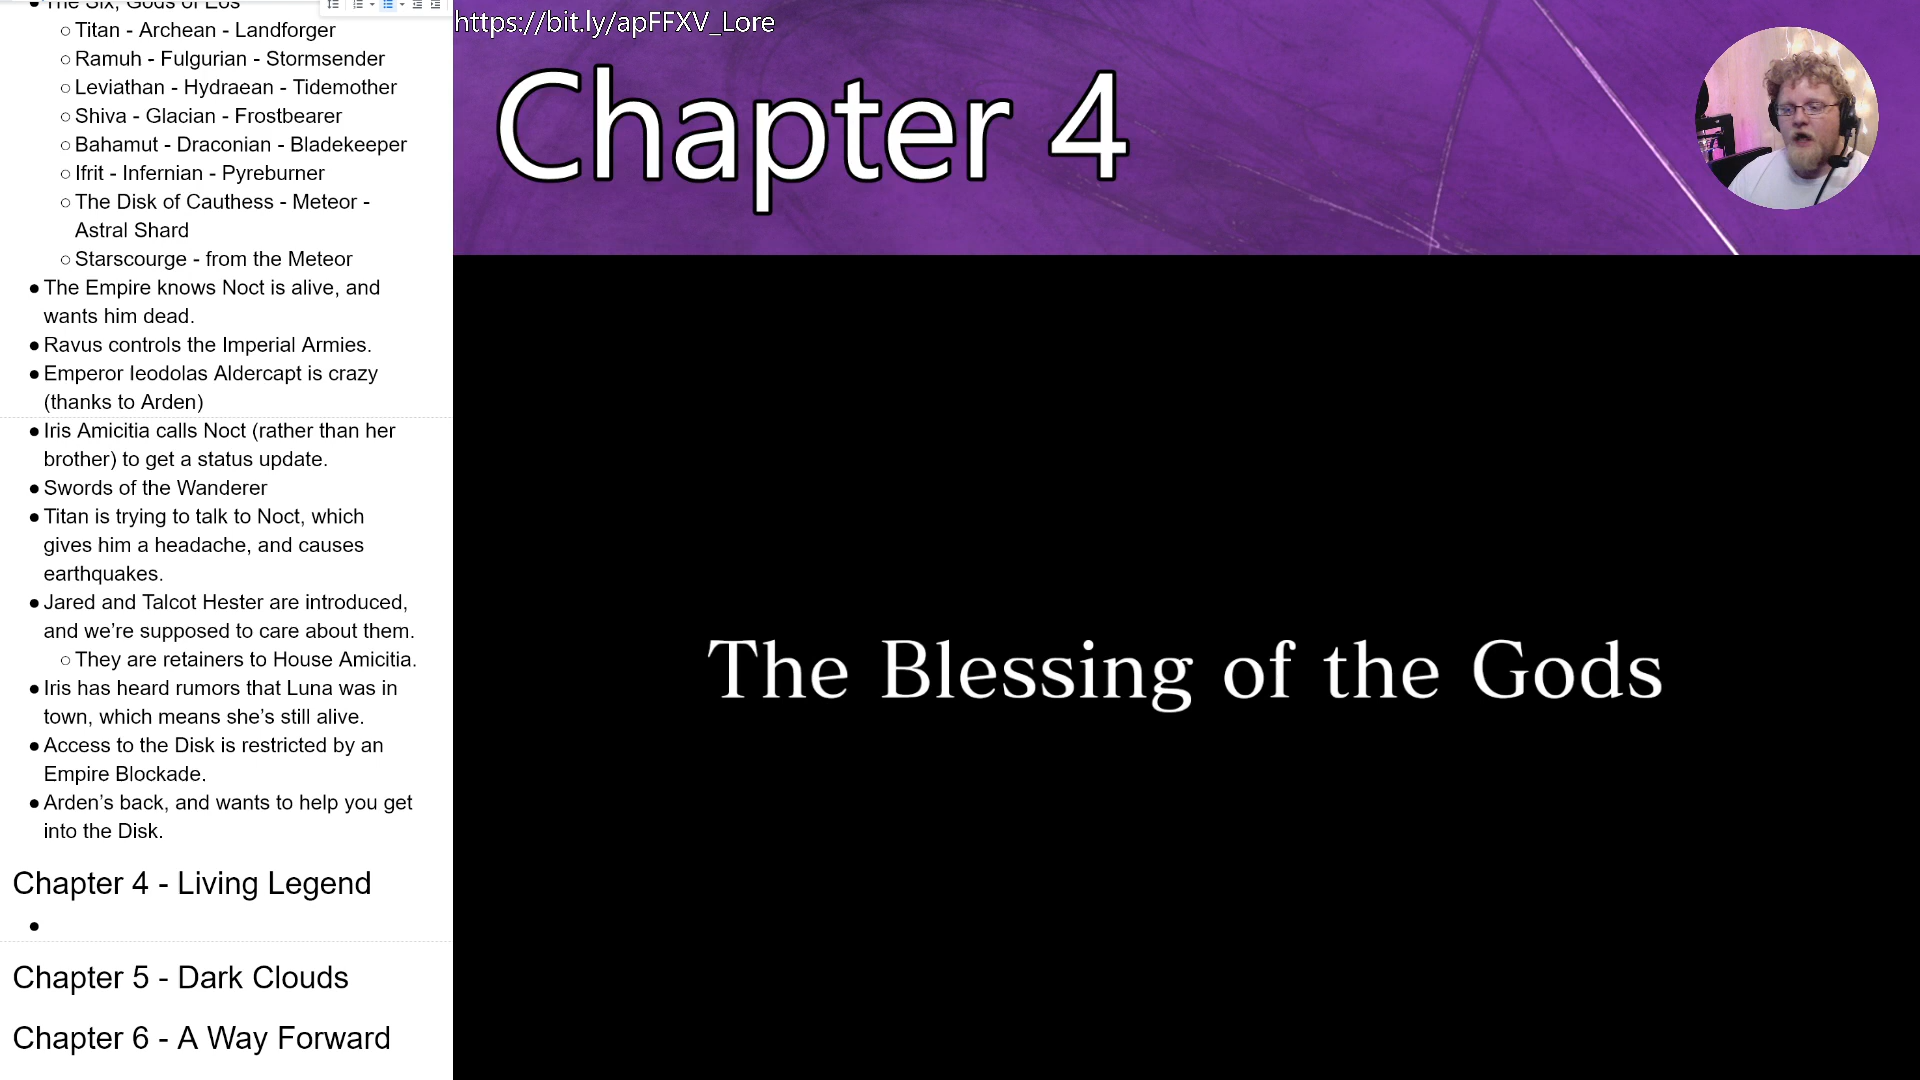 The Six, Gods of Eos
Titan - Archean - Landforger
Ramuh - Fulgurian - Stormsender
Leviathan - Hydraean - Tidemother
Shiva - Glacian - Frostbearer
Bahamut - Draconian - Bladekeeper
Ifrit - Infernian - Pyreburner
The Disk of Cauthess - Meteor -
Astral Shard
Starscourge - from the Meteor
The Empire knows Noct is alive, and
wants him dead.
Ravus controls the Imperial Armies.
Emperor Ieodolas Aldercapt is crazy
(thanks to Arden)
Iris Amicitia calls Noct (rather than her
brother) to get a status update.
Swords of the Wanderer
Titan is trying to talk to Noct, which
gives him a headache, and causes
earthquakes.
Jared and Talcot Hester are introduced,
and we're supposed to care about them.
They are retainers to House Amicitia.
Iris has heard rumors that Luna was in
town, which means she's still alive.
Access to the Disk is restricted by an
Empire Blockade.
Arden's back, and wants to help you get
into the Disk.
Chapter 4 - Living Legend
Chapter 5 - Dark Clouds
Chapter 6 - A Way Forward
https://bit.ly/apFFXV_Lore
Chapter 4
The Blessing of the Gods